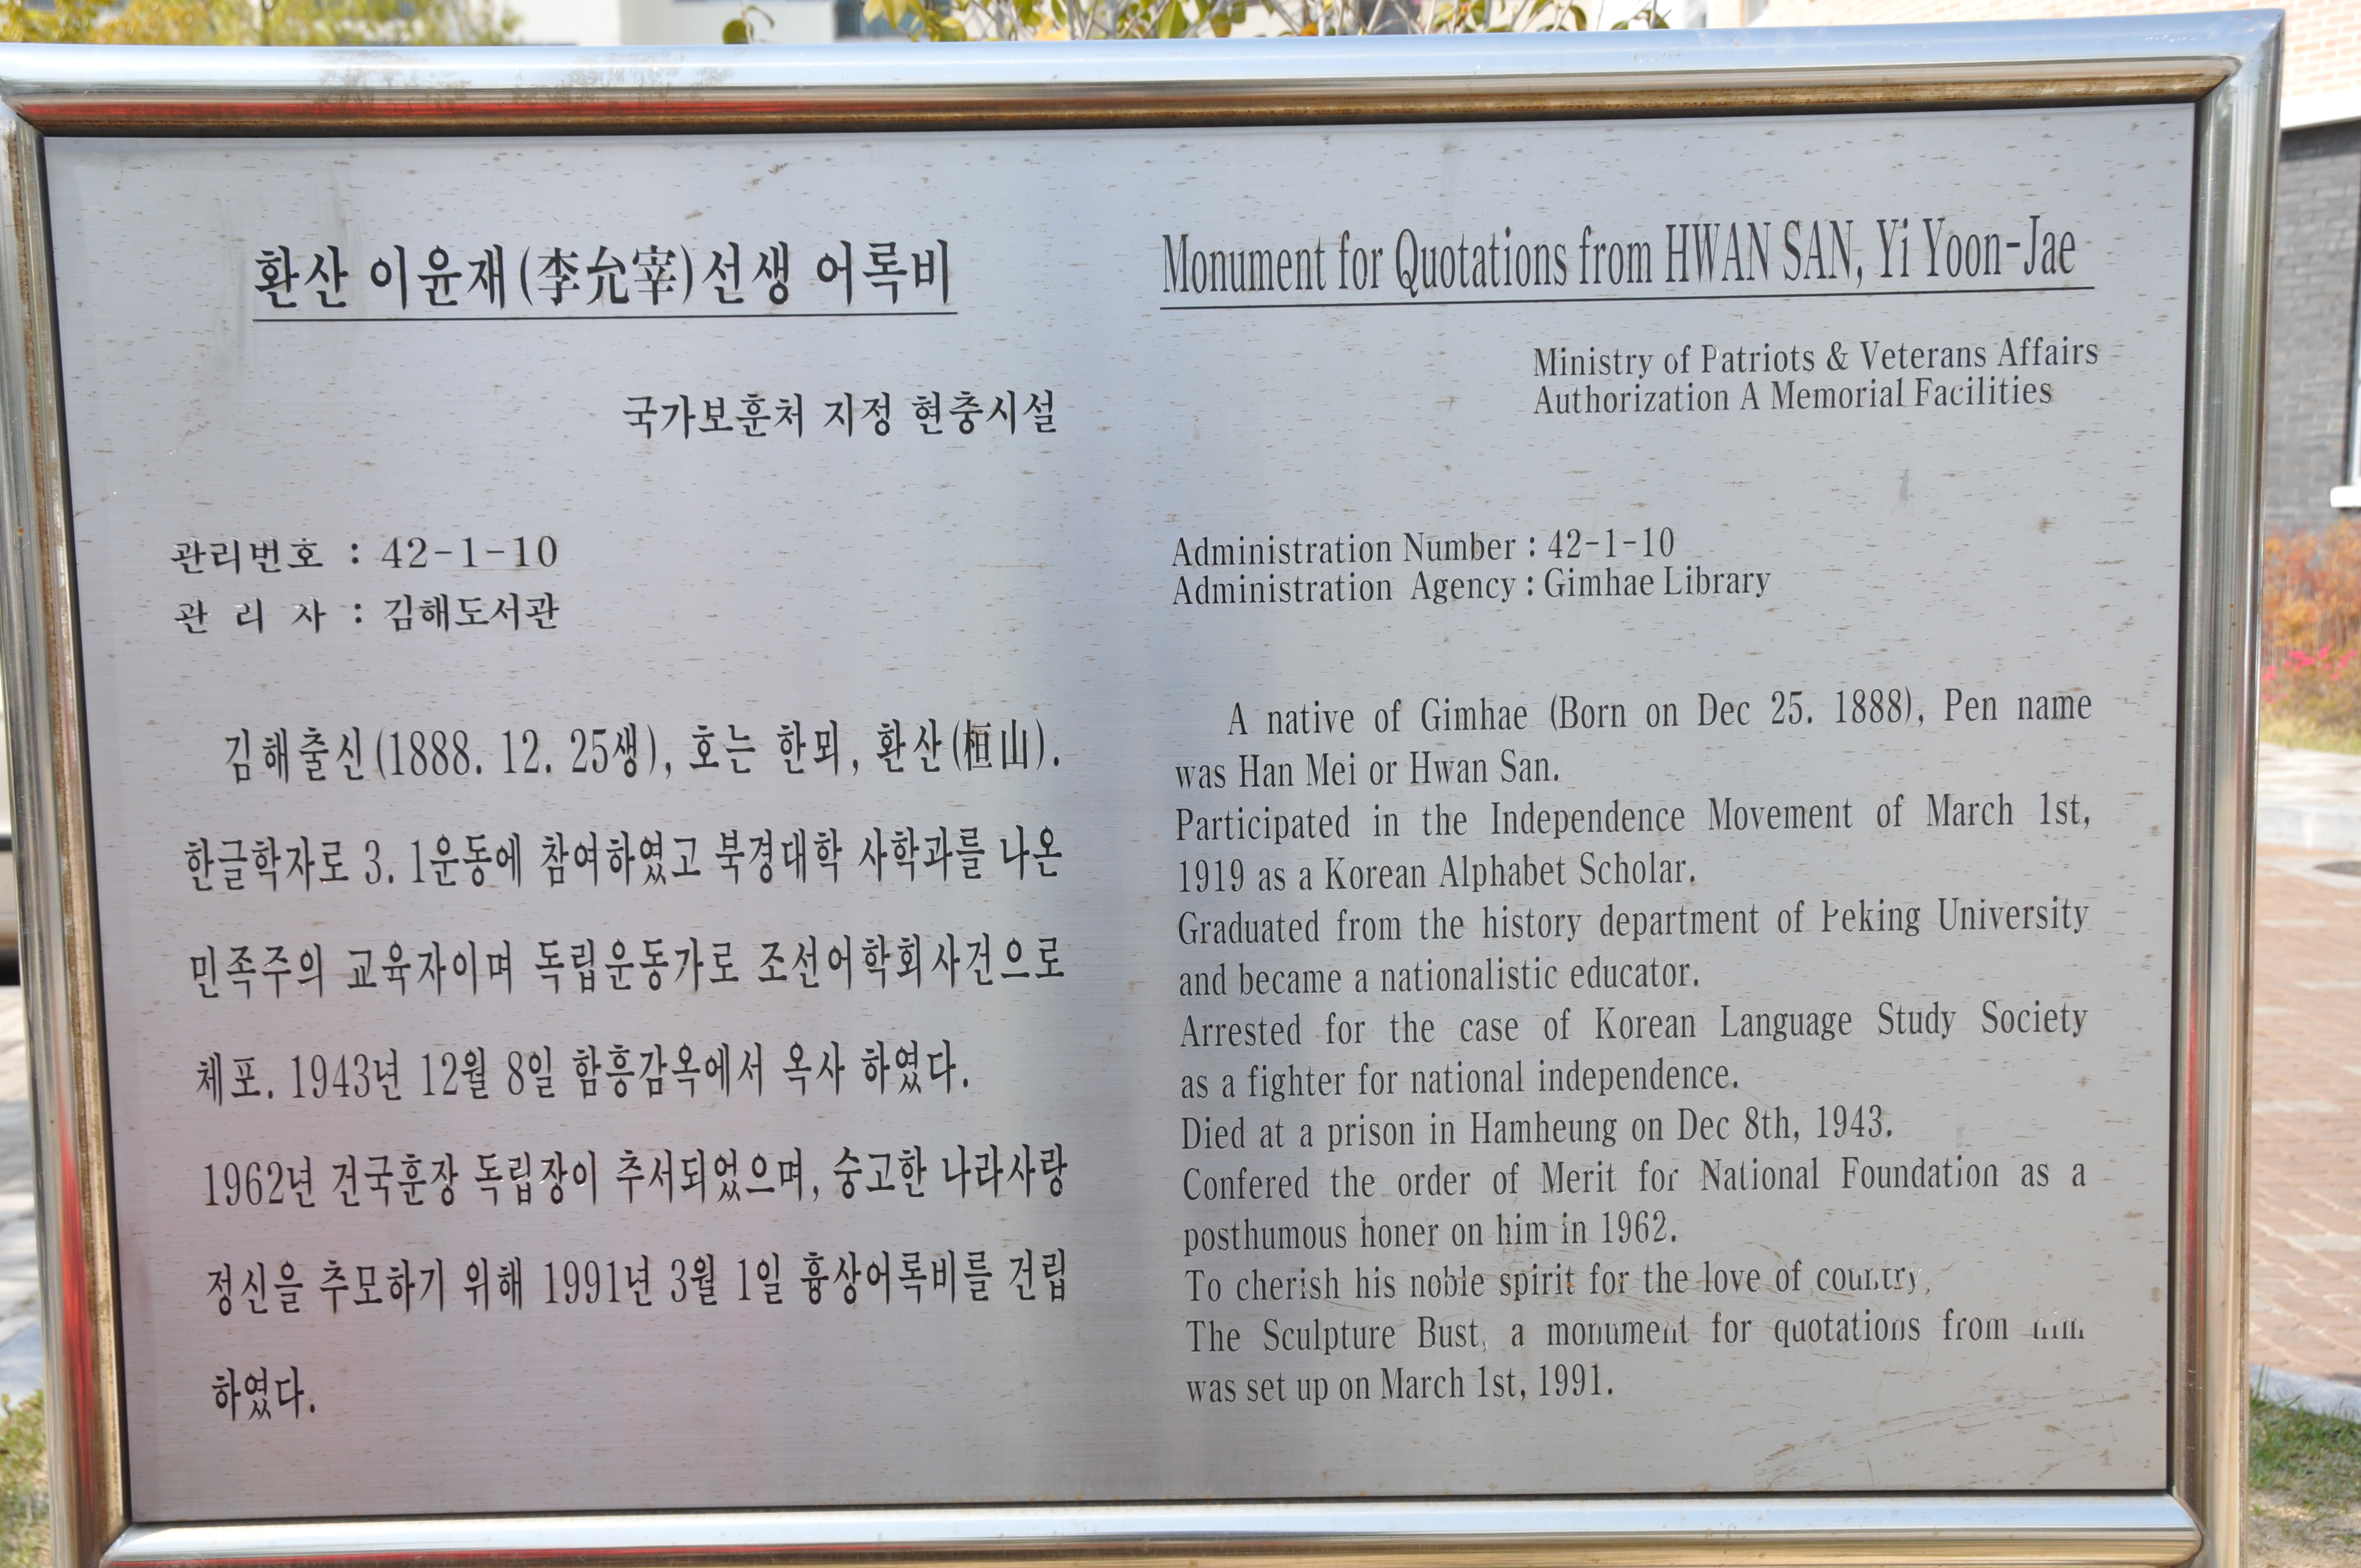 환산 이윤재(李允宰)선생 어록비
국가보훈처 지정 현충시설
관리번호 : 42-1-10
관 리 자 : 김해도서관
김해출신(1888. 12. 25생), 호는 한뫼, 환산(桓山).
한글학자로 3. 1운동에 참여하였고 북경대학 사학과를 나온
민족주의 교육자이며 독립운동가로 조선어학회사건으로
체포. 1943년 12월 8일 함흥감옥에서 옥사 하였다.
1962년 건국훈장 독립장이 추서되었으며, 숭고한 나라사랑
정신을 추모하기 위해 1991년 3월 1일 흉상어록비를 건립
하였다.
Monument for Quotations from HWAN SAN, Yi Yoon-Jae
Ministry of Patriots & Veterans Affairs
Authorization A Memorial Facilities
Administration Number : 42-1-10
Administration Agency : Gimhae Library
A native of Gimhae (Born on Dec 25. 1888), Pen name
was Han Mei or Hwan San.
Participated in the Independence Movement of March 1st,
1919 as a Korean Alphabet Scholar.
Graduated from the history department of Peking University
and became a nationalistic educator.
Arrested for the case of Korean Language Study Society
as a fighter for national independence.
Died at a prison in Hamheung on Dec 8th, 1943.
Confered the order of Merit for National Foundation as a
posthumous honer on him in 1962.
To cherish his noble spirit for the love of country,
The Sculpture Bust, a monument for quotations from him
was set up on March 1st, 1991.